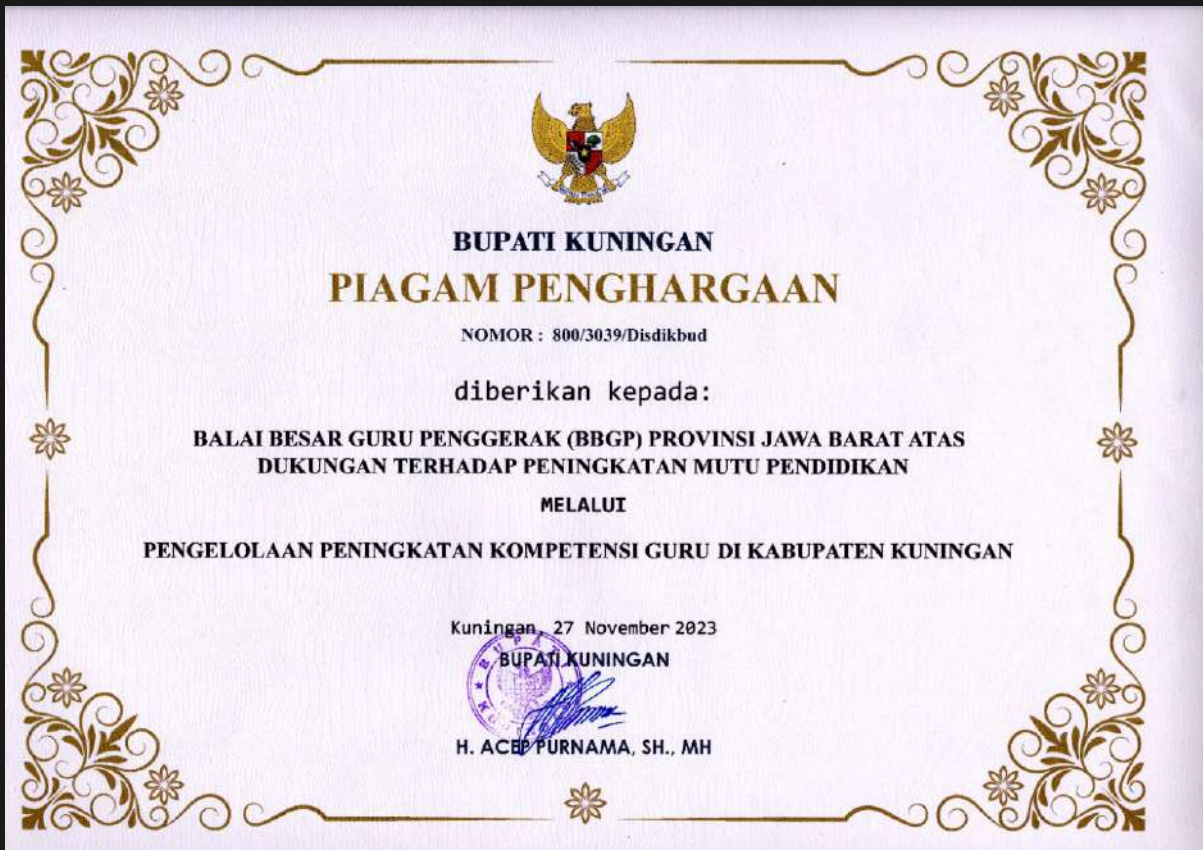 BUPATI KUNINGAN
PIAGAM PENGHARGAAN
NOMOR : 800/3039/Disdikbud
diberikan kepada:
BALAI BESAR GURU PENGGERAK (BBGP) PROVINSI JAWA BARAT ATAS
DUKUNGAN TERHADAP PENINGKATAN MUTU PENDIDIKAN
MELALUI
PENGELOLAAN PENINGKATAN KOMPETENSI GURU DI KABUPATEN KUNINGAN
Kuningan, 27 November 2023
BUPATI KUNINGAN
H. ACEP PURNAMA, SH., MH